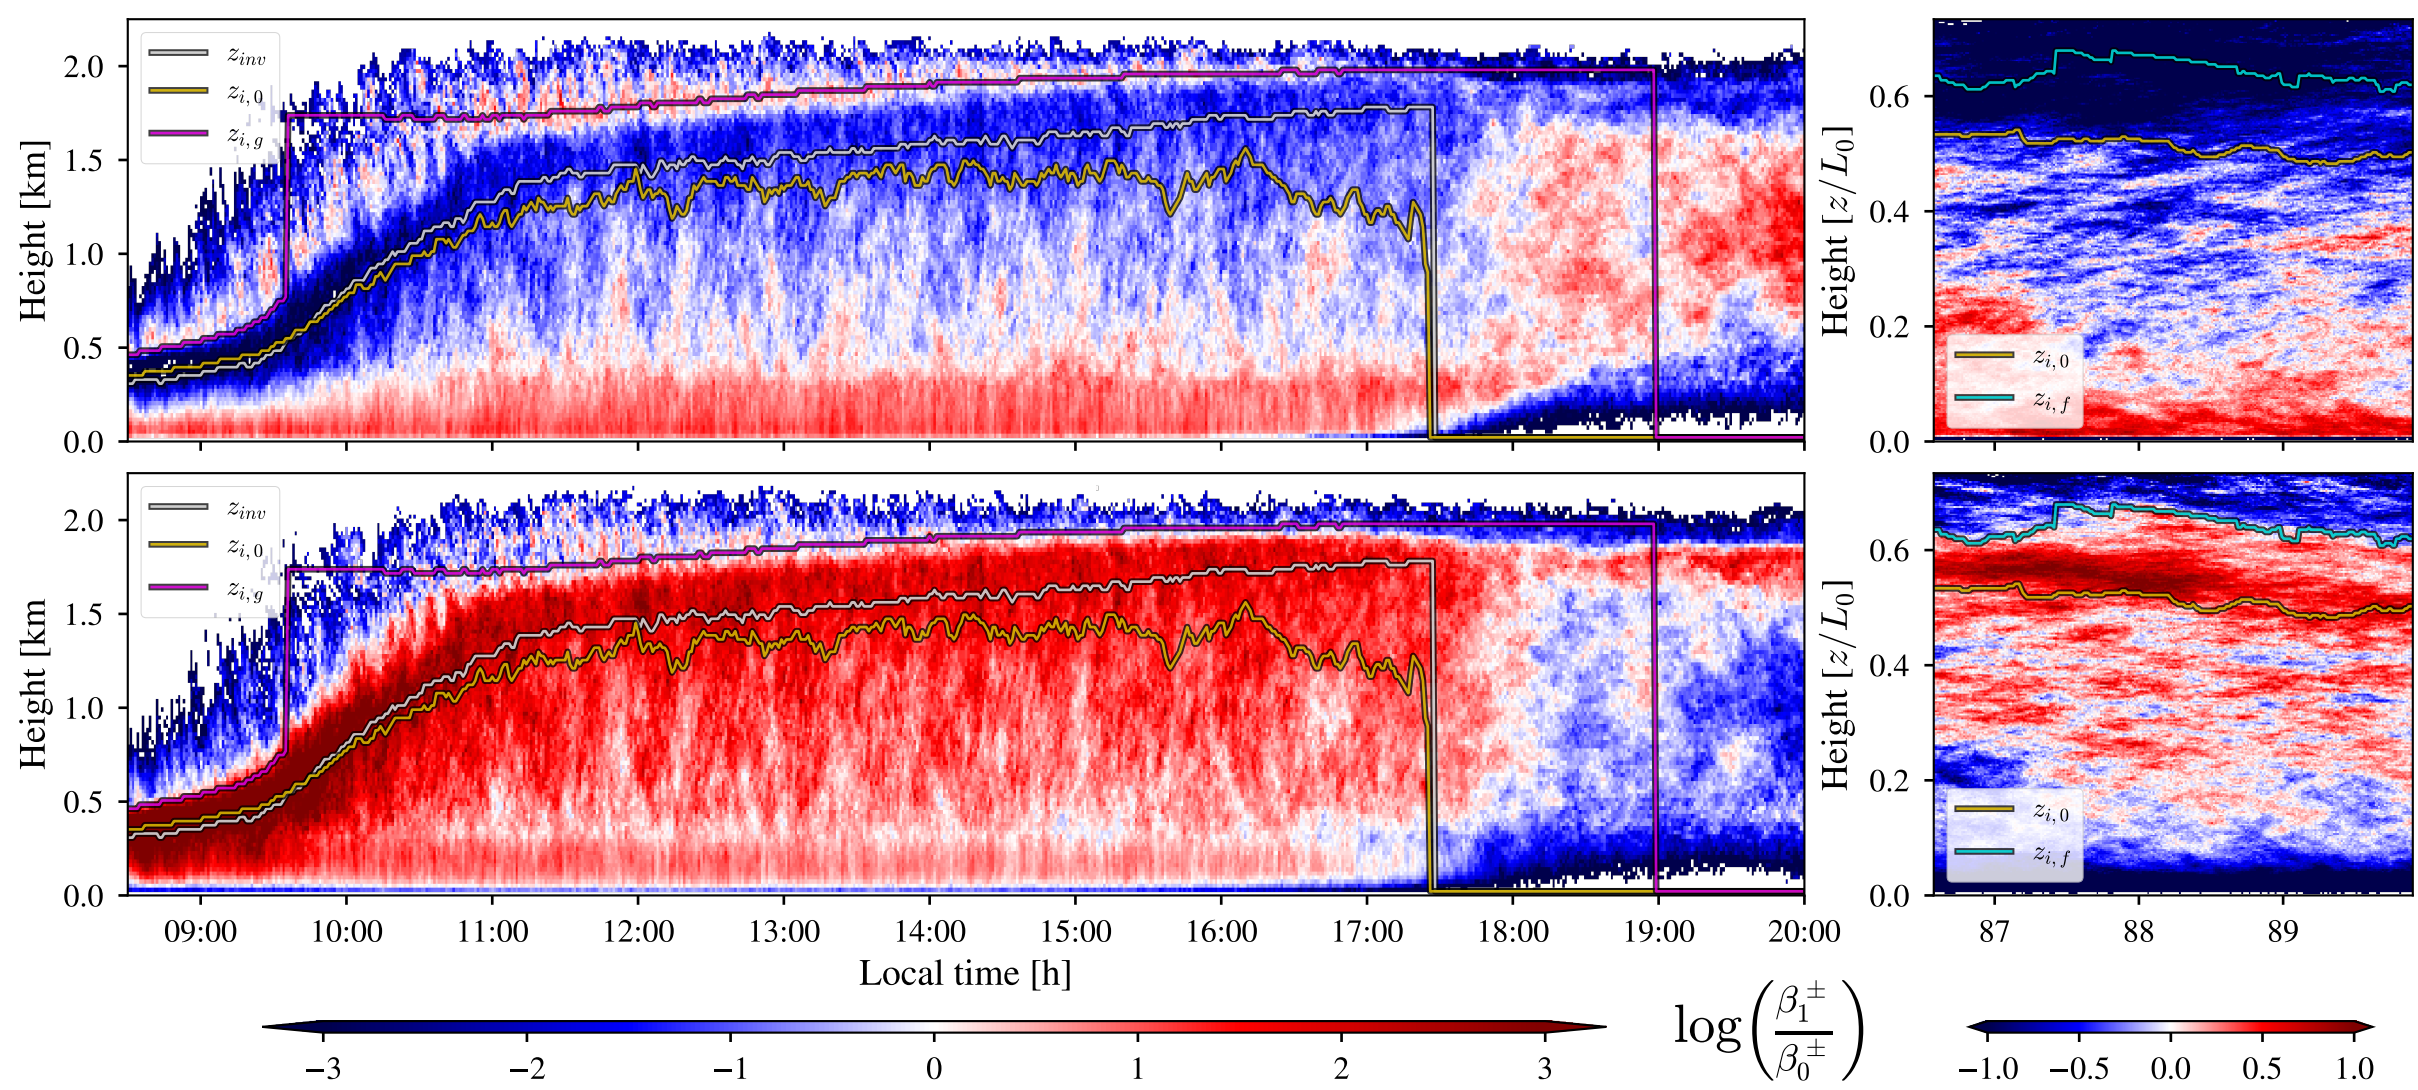 2.0
1.5
1.0
0.5
0.0
Height [km]
z_inv
z_i,0
z_i,g
0.6
0.4
0.2
0.0
Height [z/L_0]
z_i,0
z_i,f
2.0
1.5
1.0
0.5
0.0
Height [km
z_inv
z_i,0
z_i,g
09:00 10:00 11:00 12:00 13:00 14:00 15:00 16:00 17:00 18:00 19:00 20:00
Local time [h]
0.6
0.4
0.2
0.0
Height [z/L_0]
z_i,0
z_i,f
87 88 89
−3 −2 −1 0 1 2 3
log(β_1^± / β_0^±)
−1.0 −0.5 0.0 0.5 1.0